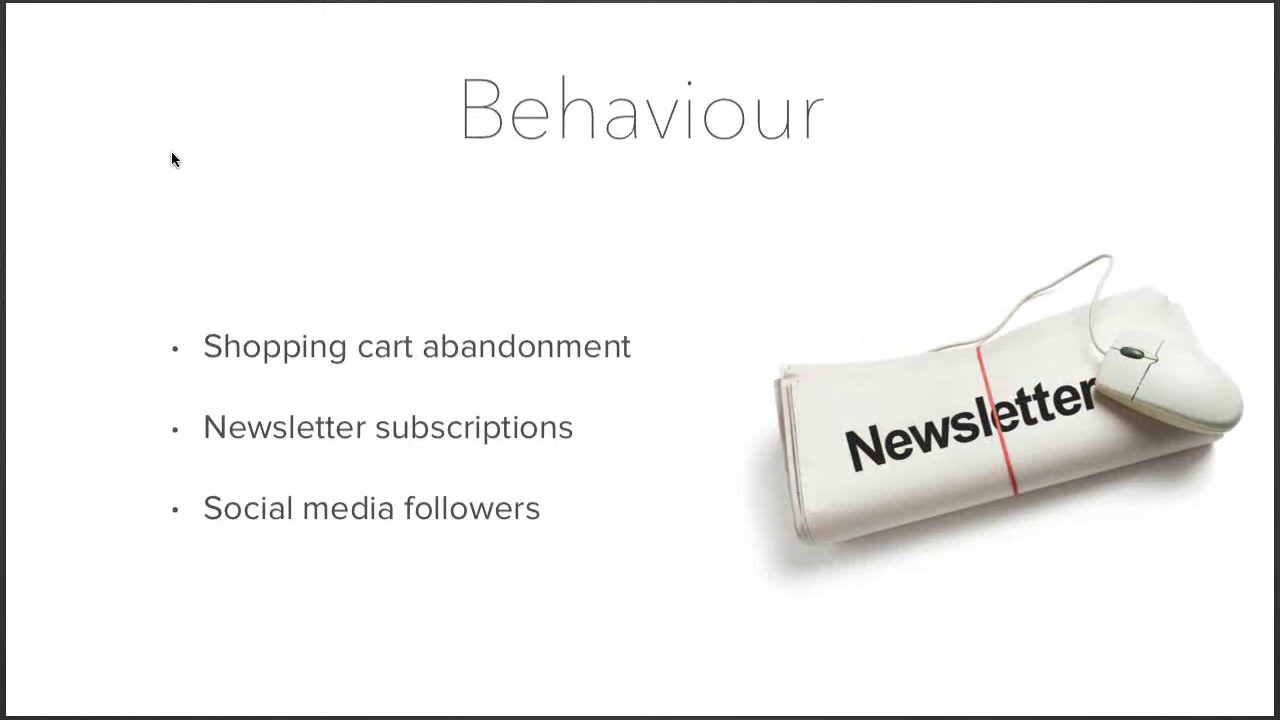 Behaviour
• Shopping cart abandonment
• Newsletter subscriptions
• Social media followers
Newsletter